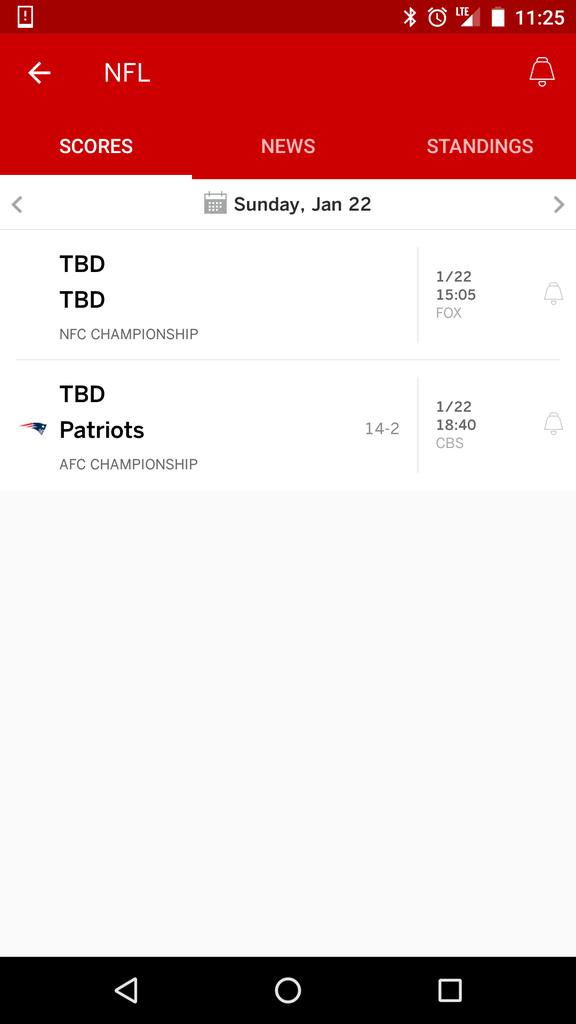 LTE 11:25
NFL
SCORES NEWS STANDINGS
Sunday, Jan 22
TBD
TBD
NFC CHAMPIONSHIP
1/22
15:05
FOX
TBD
Patriots 14-2
AFC CHAMPIONSHIP
1/22
18:40
CBS